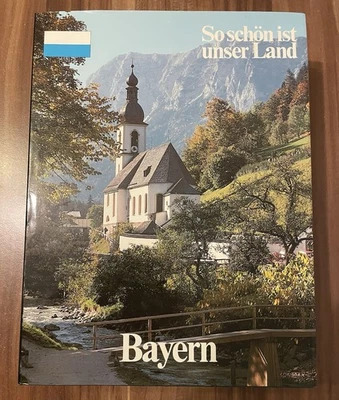 So schön ist
unser Land
Bayern